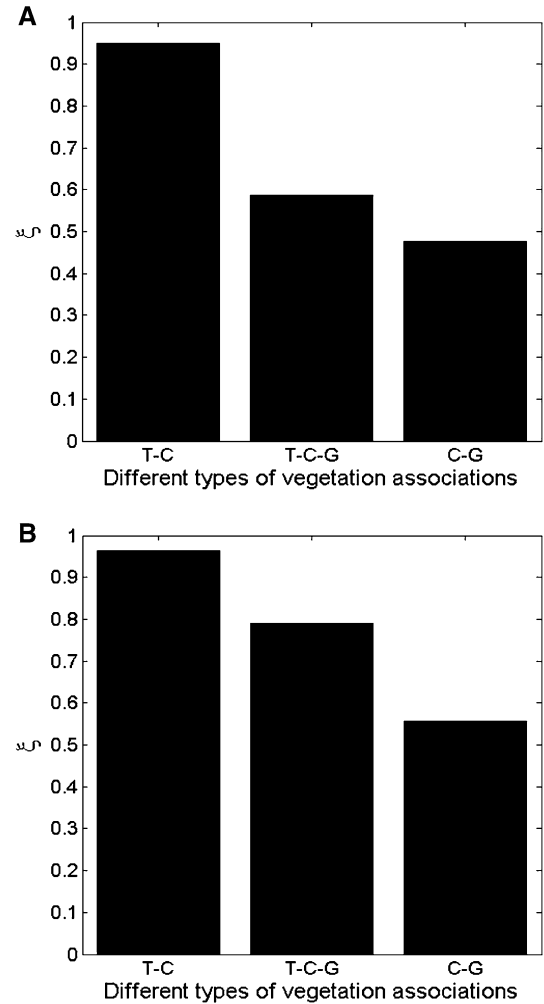 A
1
0.9
0.8
0.7
0.6
0.5
0.4
0.3
0.2
0.1
0
ξ
T-C T-C-G C-G
Different types of vegetation associations
B
1
0.9
0.8
0.7
0.6
0.5
0.4
0.3
0.2
0.1
0
ξ
T-C T-C-G C-G
Different types of vegetation associations